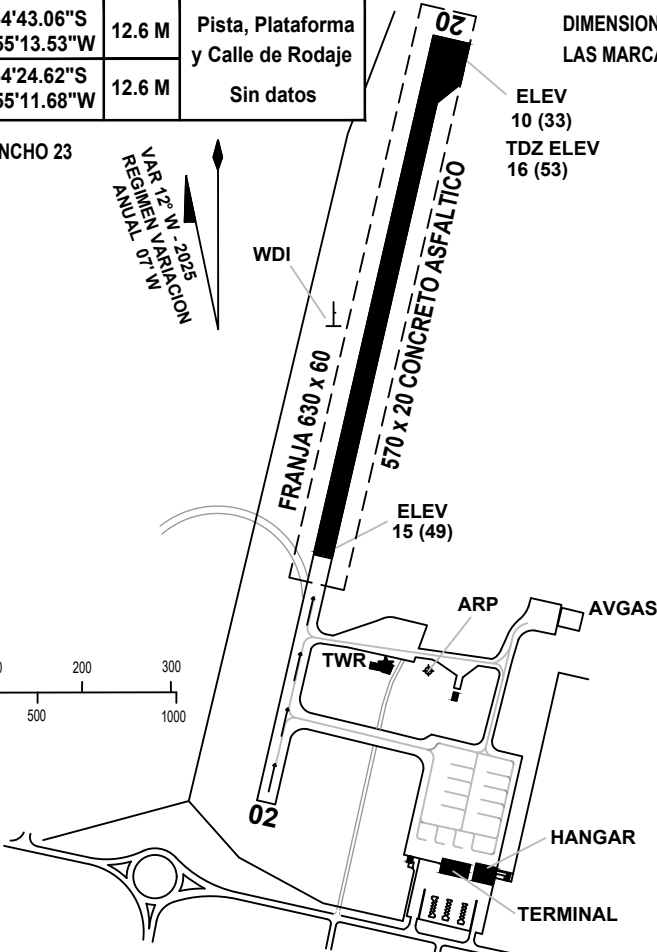 4'43.06"S
55'13.53"W
12.6 M
Pista, Plataforma
y Calle de Rodaje
Sin datos
4'24.62"S
55'11.68"W
12.6 M
NCHO 23
DIMENSION
LAS MARCA
20
ELEV
10 (33)
TDZ ELEV
16 (53)
VAR 12° W - 2025
REGIMEN VARIACION
ANUAL 07' W
WDI
FRANJA 630 x 60
570 x 20 CONCRETO ASFALTICO
ELEV
15 (49)
ARP
AVGAS
TWR
200
300
500
1000
02
HANGAR
TERMINAL